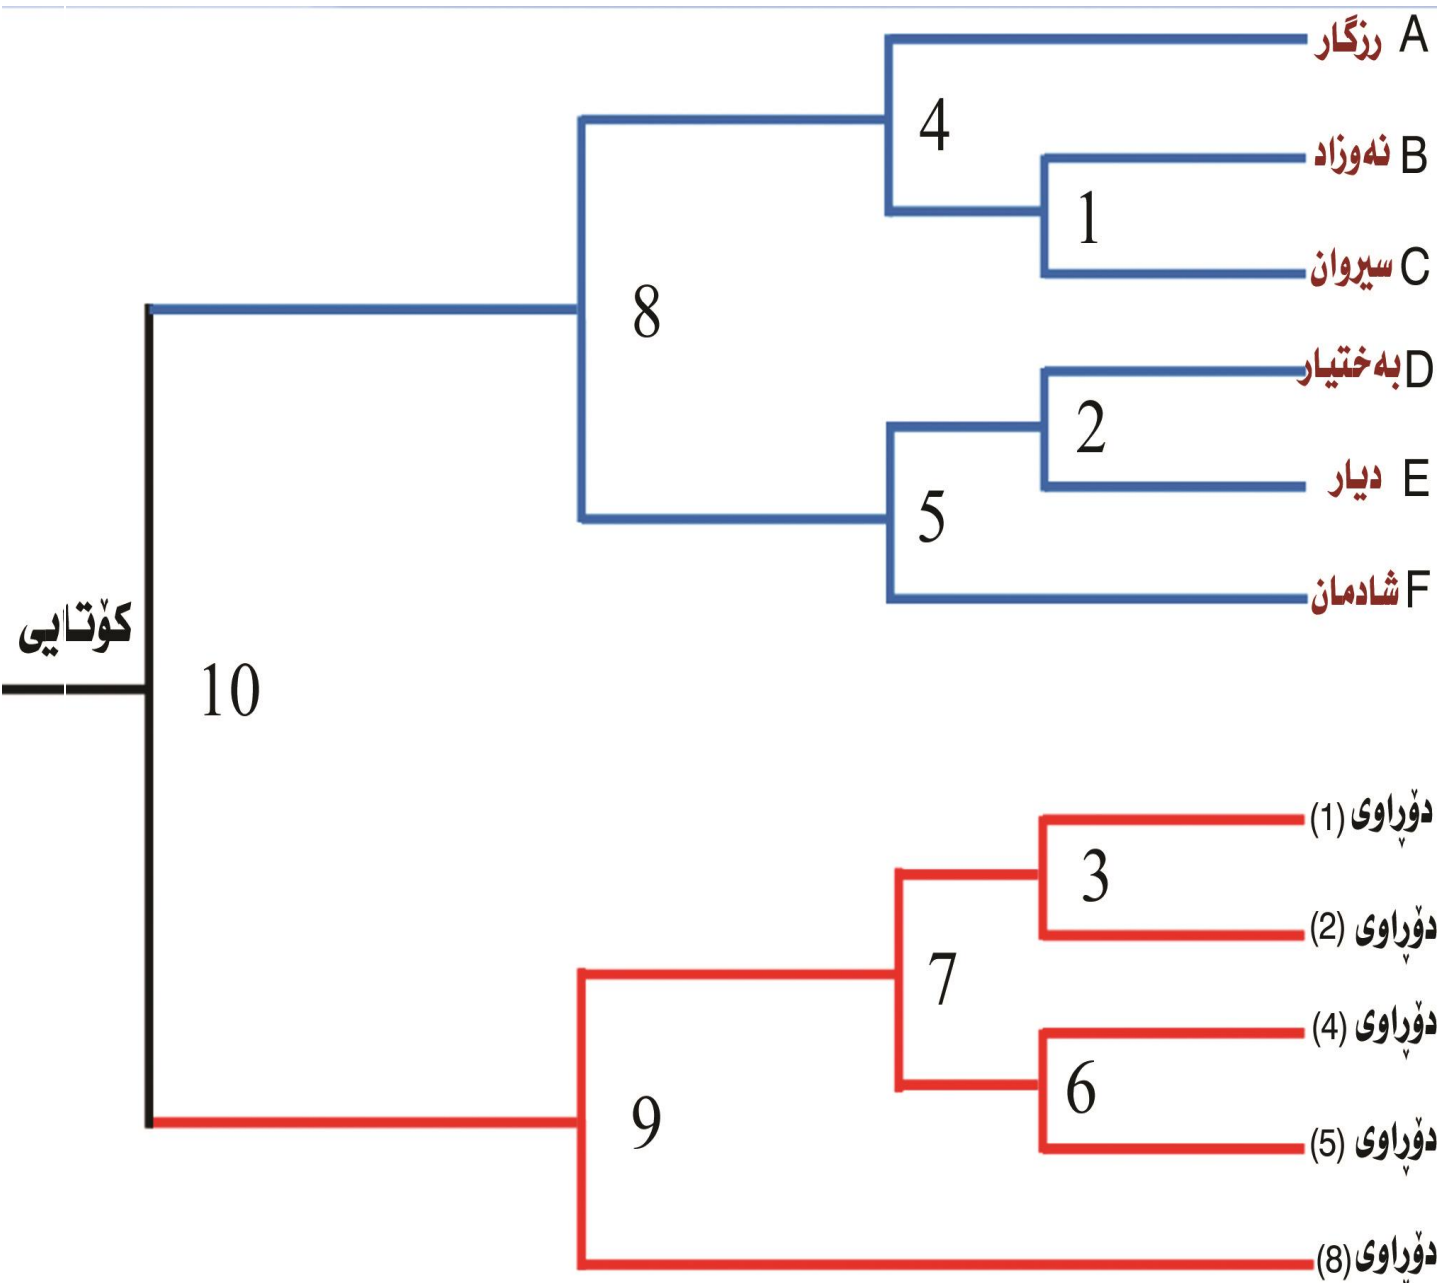 رزگار A
4
نەوزاد B
1
سیروان C
8
بەختیار D
2
دیار E
5
شادمان F
کۆتایی
10
دۆڕاوی (1)
3
دۆڕاوی (2)
7
دۆڕاوی (4)
6
دۆڕاوی (5)
9
دۆڕاوی (8)